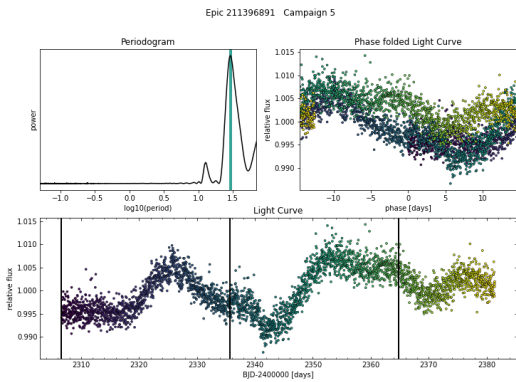 Epic 211396891   Campaign 5
Periodogram
power
−1.0 −0.5 0.0 0.5 1.0 1.5
log10(period)
Phase folded Light Curve
relative flux
1.015
1.010
1.005
1.000
0.995
0.990
−10 −5 0 5 10
phase [days]
Light Curve
relative flux
1.015
1.010
1.005
1.000
0.995
0.990
2310 2320 2330 2340 2350 2360 2370 2380
BJD-2400000 [days]